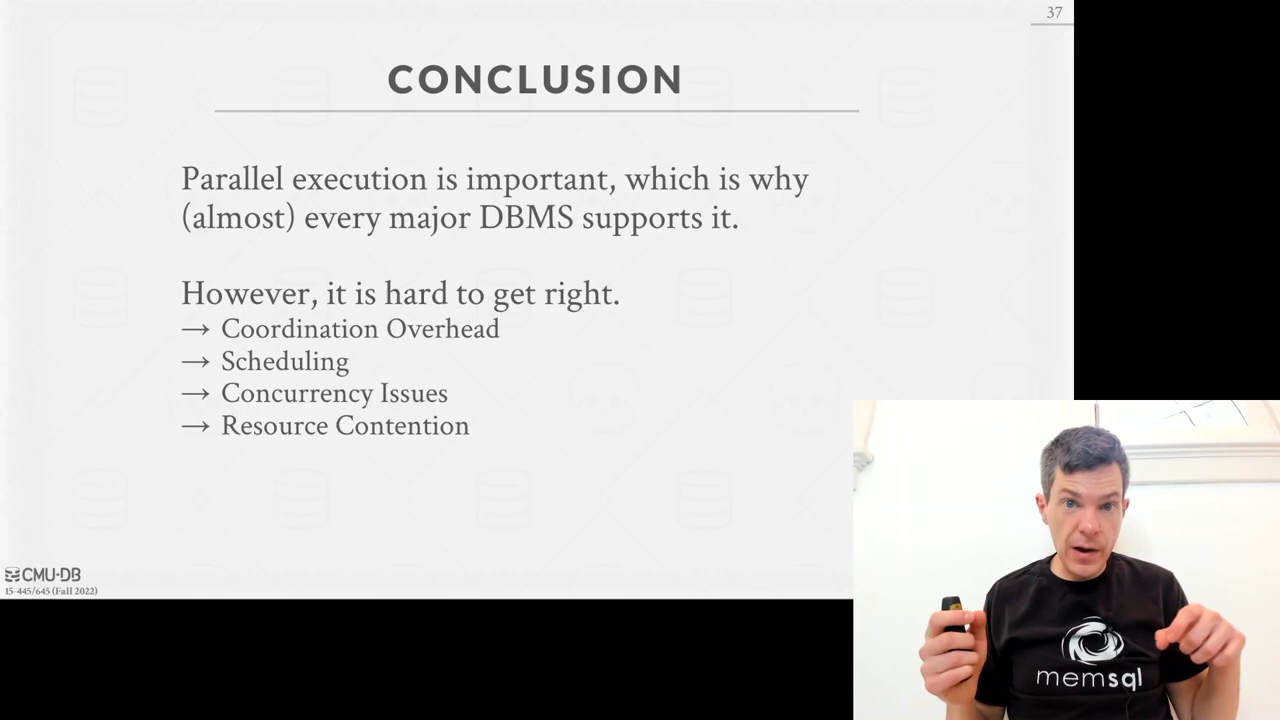 37
CONCLUSION
Parallel execution is important, which is why
(almost) every major DBMS supports it.
However, it is hard to get right.
→ Coordination Overhead
→ Scheduling
→ Concurrency Issues
→ Resource Contention
CMU·DB
15-445/645 (Fall 2022)
memsql